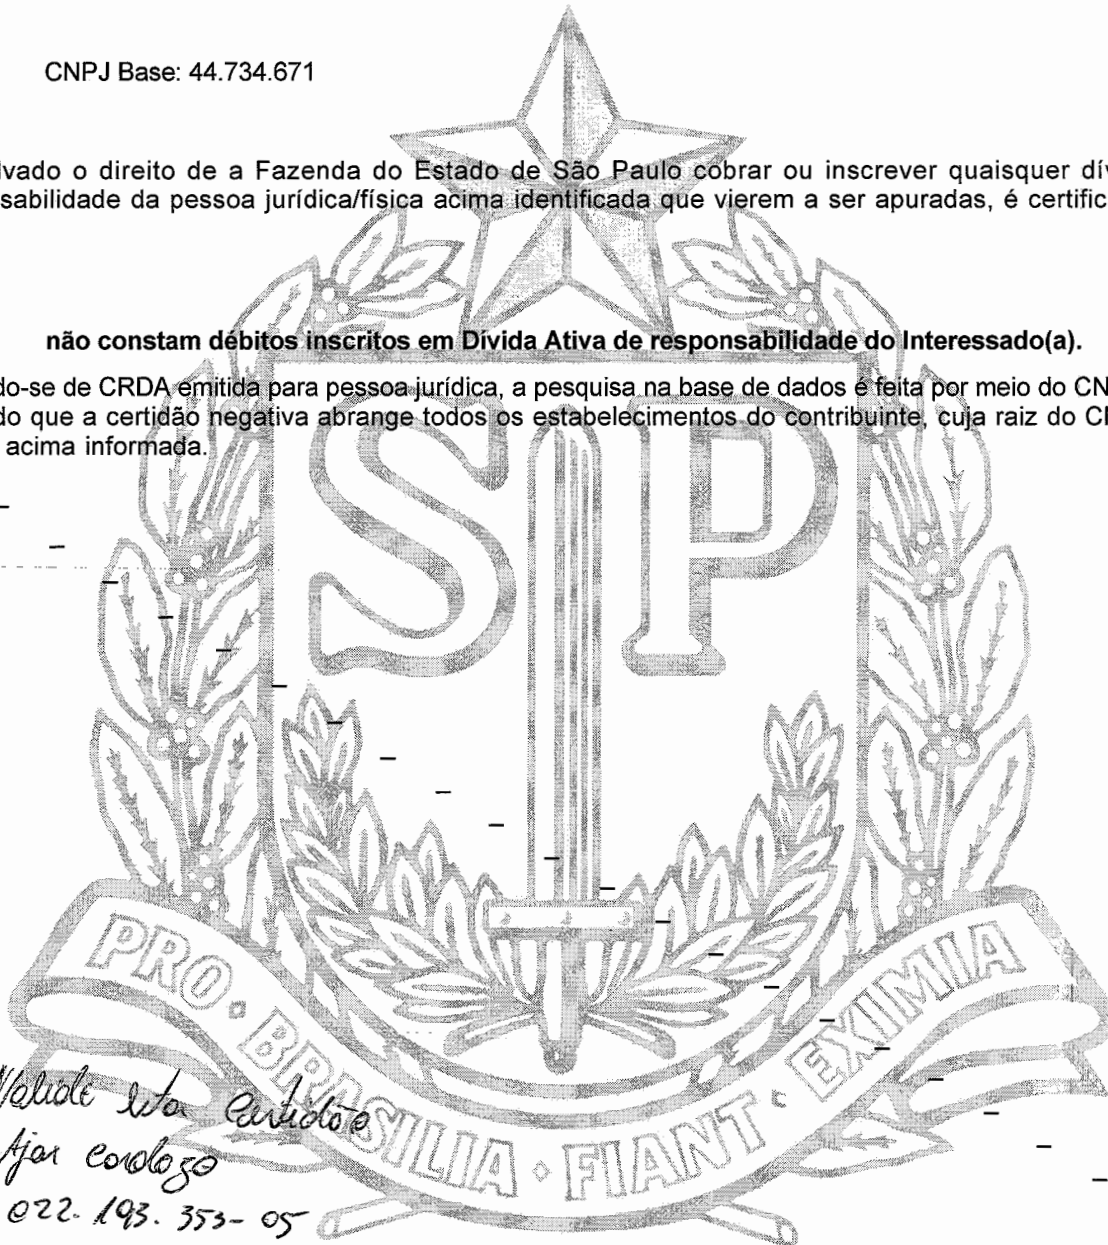 CNPJ Base: 44.734.671
lvado o direito de a Fazenda do Estado de São Paulo cobrar ou inscrever quaisquer dív
sabilidade da pessoa jurídica/física acima identificada que vierem a ser apuradas, é certific
não constam débitos inscritos em Dívida Ativa de responsabilidade do Interessado(a).
do-se de CRDA emitida para pessoa jurídica, a pesquisa na base de dados é feita por meio do CN
do que a certidão negativa abrange todos os estabelecimentos do contribuinte, cuja raiz do C
acima informada.
SP
PRO · BRASILIA · FIANT · EXIMIA
Certidão
022.193.353-05